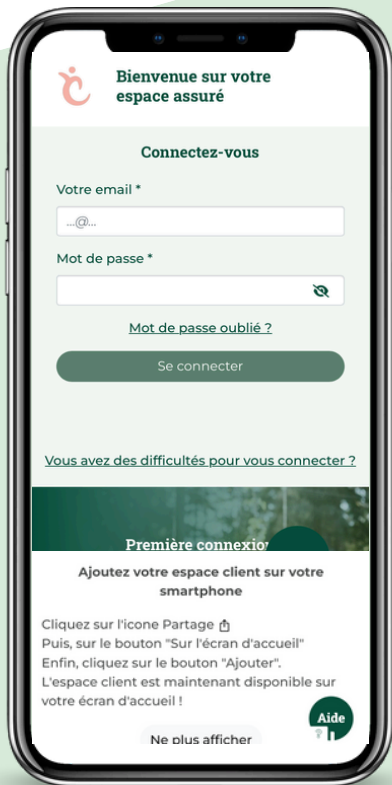 Bienvenue sur votre
espace assuré
Connectez-vous
Votre email *
...@...
Mot de passe *
Mot de passe oublié ?
Se connecter
Vous avez des difficultés pour vous connecter ?
Première connexio
Ajoutez votre espace client sur votre
smartphone
Cliquez sur l'icone Partage
Puis, sur le bouton "Sur l'écran d'accueil"
Enfin, cliquez sur le bouton "Ajouter".
L'espace client est maintenant disponible sur
votre écran d'accueil !
Aide
Ne plus afficher